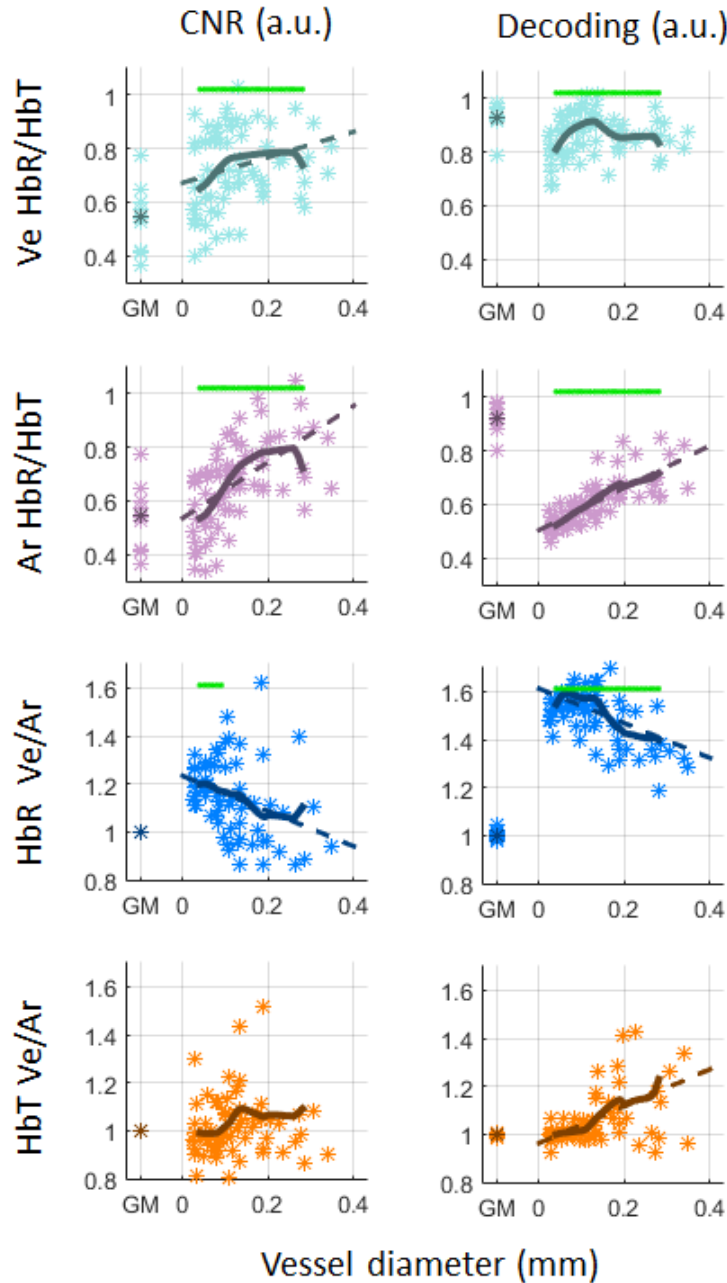 CNR (a.u.) Decoding (a.u.)
Ve HbR/HbT
1 1
0.8 0.8
0.6 0.6
0.4 0.4
GM 0 0.2 0.4 GM 0 0.2 0.4
Ar HbR/HbT
1 1
0.8 0.8
0.6 0.6
0.4 0.4
GM 0 0.2 0.4 GM 0 0.2 0.4
HbR Ve/Ar
1.6 1.6
1.4 1.4
1.2 1.2
1 1
0.8 0.8
GM 0 0.2 0.4 GM 0 0.2 0.4
HbT Ve/Ar
1.6 1.6
1.4 1.4
1.2 1.2
1 1
0.8 0.8
GM 0 0.2 0.4 GM 0 0.2 0.4
Vessel diameter (mm)